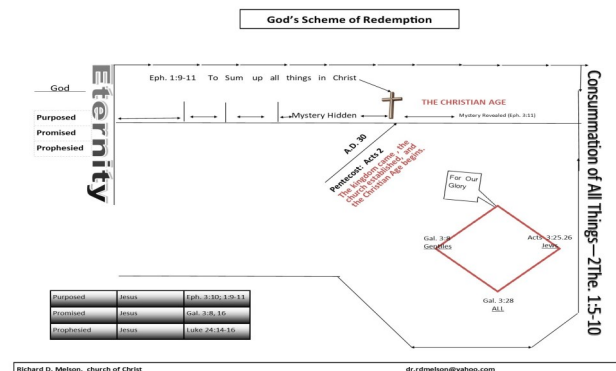 God's Scheme of Redemption
Eph. 1:9-11 To Sum up all things in Christ
God
Eternity
Purposed
Promised
Prophesied
Mystery Hidden
THE CHRISTIAN AGE
Mystery Revealed (Eph. 3:11)
A.D. 30
Pentecost: Acts 2
The kingdom came , the
church established, and
the Christian Age begins.
For Our
Glory
Gal. 3:8
Gentiles
Acts 3:25.26
Jews
Gal. 3:28
ALL
Consummation of All Things—2The. 1:5-10
Purposed Jesus Eph. 3:10; 1:9-11
Promised Jesus Gal. 3:8, 16
Prophesied Jesus Luke 24:14-16
Richard D. Melson, church of Christ dr.rdmelson@yahoo.com